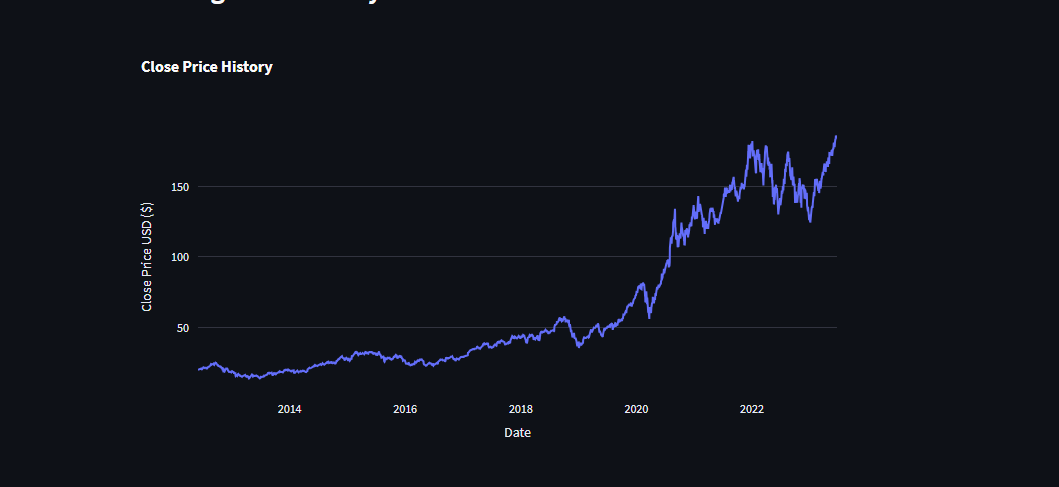 Close Price History
Close Price USD ($)
150
100
50
2014 2016 2018 2020 2022
Date